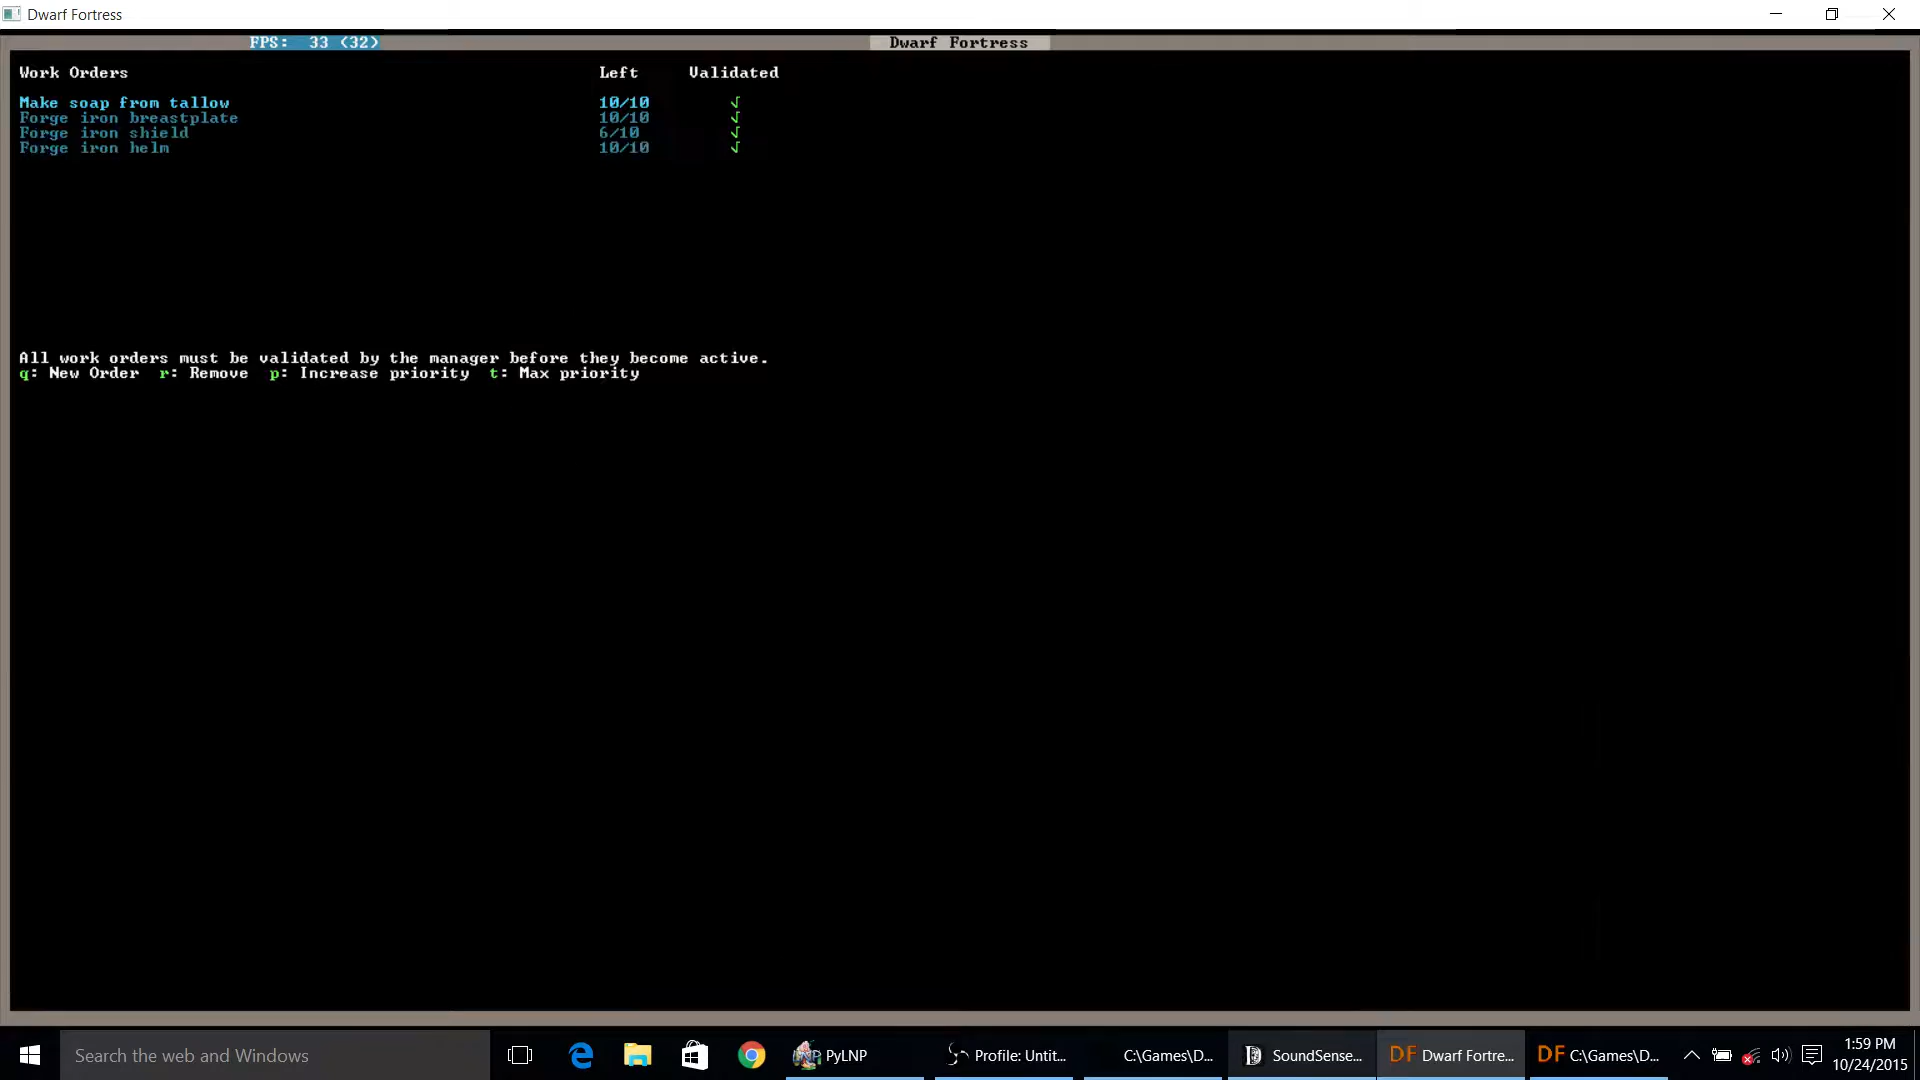 Dwarf Fortress
FPS: 33 (32) Dwarf Fortress
Work Orders Left Validated
Make soap from tallow 10/10 √
Forge iron breastplate 10/10 √
Forge iron shield 6/10 √
Forge iron helm 10/10 √
All work orders must be validated by the manager before they become active.
q: New Order r: Remove p: Increase priority t: Max priority
Search the web and Windows PyLNP Profile: Untit... C:\Games\D... SoundSense... DF Dwarf Fortre... DF C:\Games\D... 1:59 PM
10/24/2015